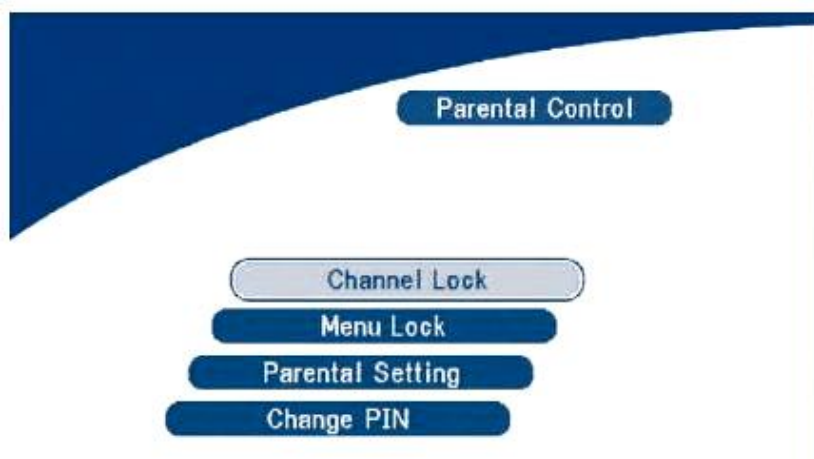 Parental Control
Channel Lock
Menu Lock
Parental Setting
Change PIN